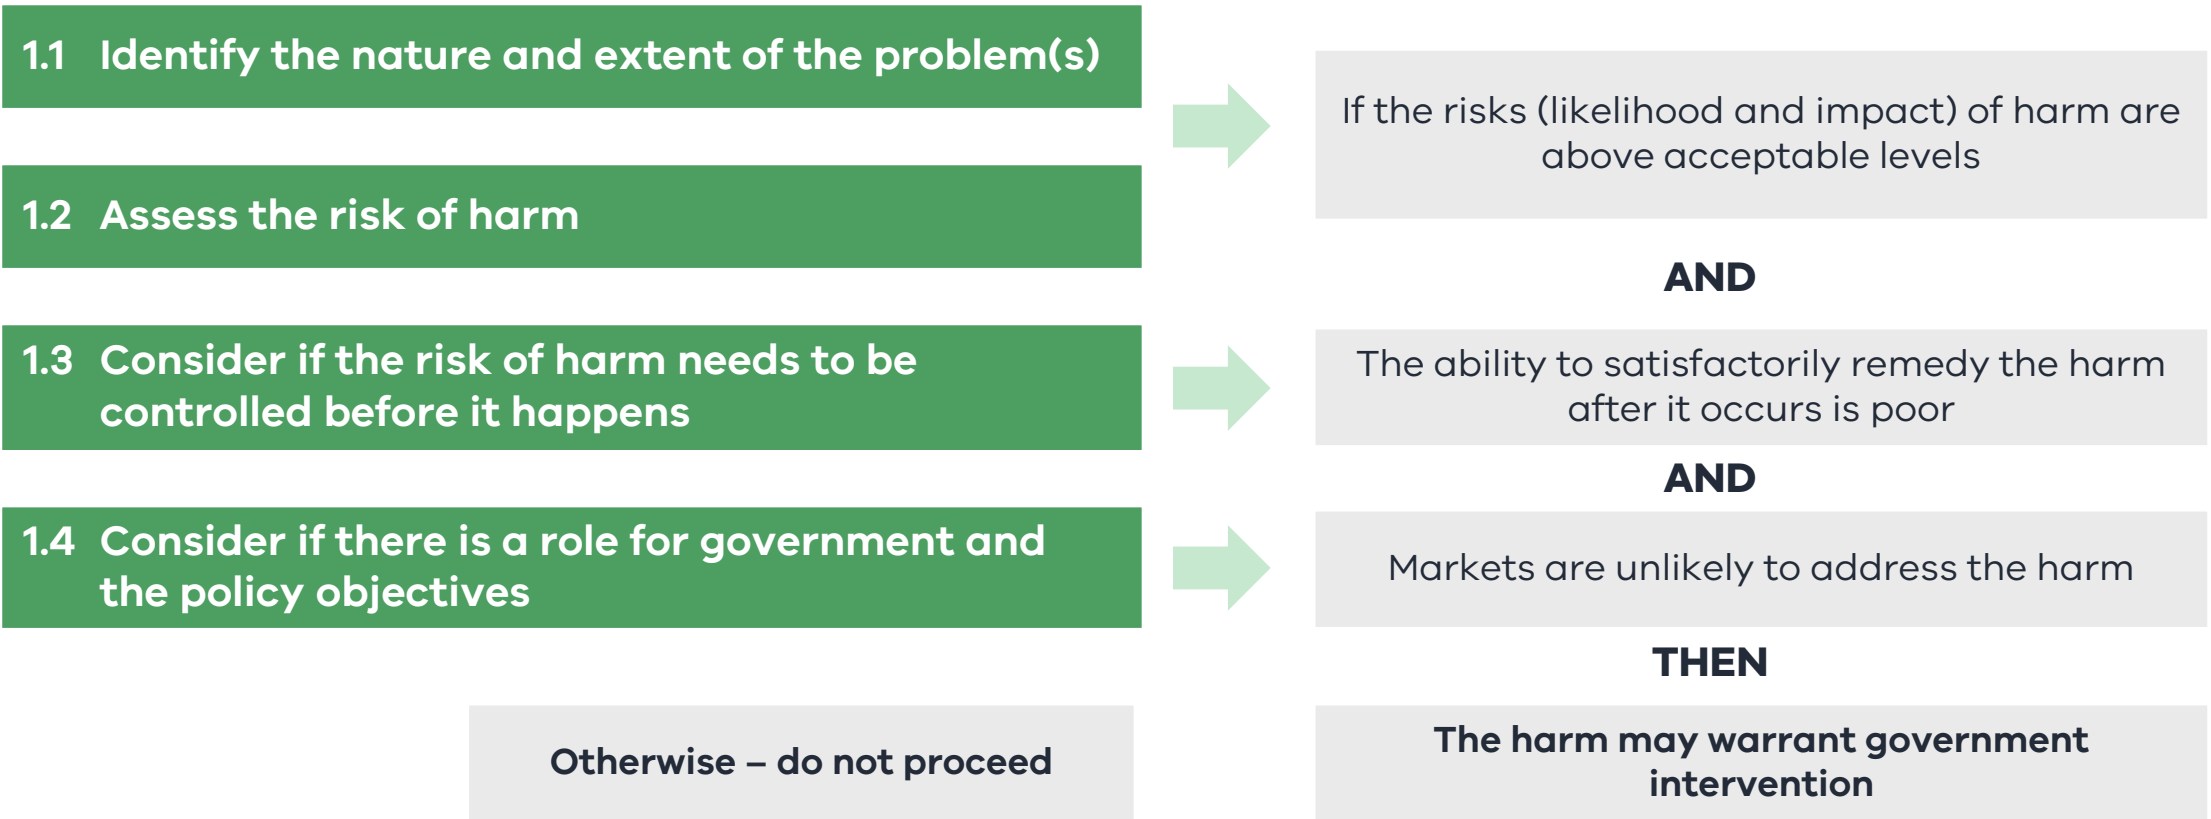 1.1 Identify the nature and extent of the problem(s)
If the risks (likelihood and impact) of harm are
above acceptable levels
1.2 Assess the risk of harm
AND
1.3 Consider if the risk of harm needs to be
controlled before it happens
The ability to satisfactorily remedy the harm
after it occurs is poor
AND
1.4 Consider if there is a role for government and
the policy objectives
Markets are unlikely to address the harm
THEN
Otherwise – do not proceed
The harm may warrant government
intervention